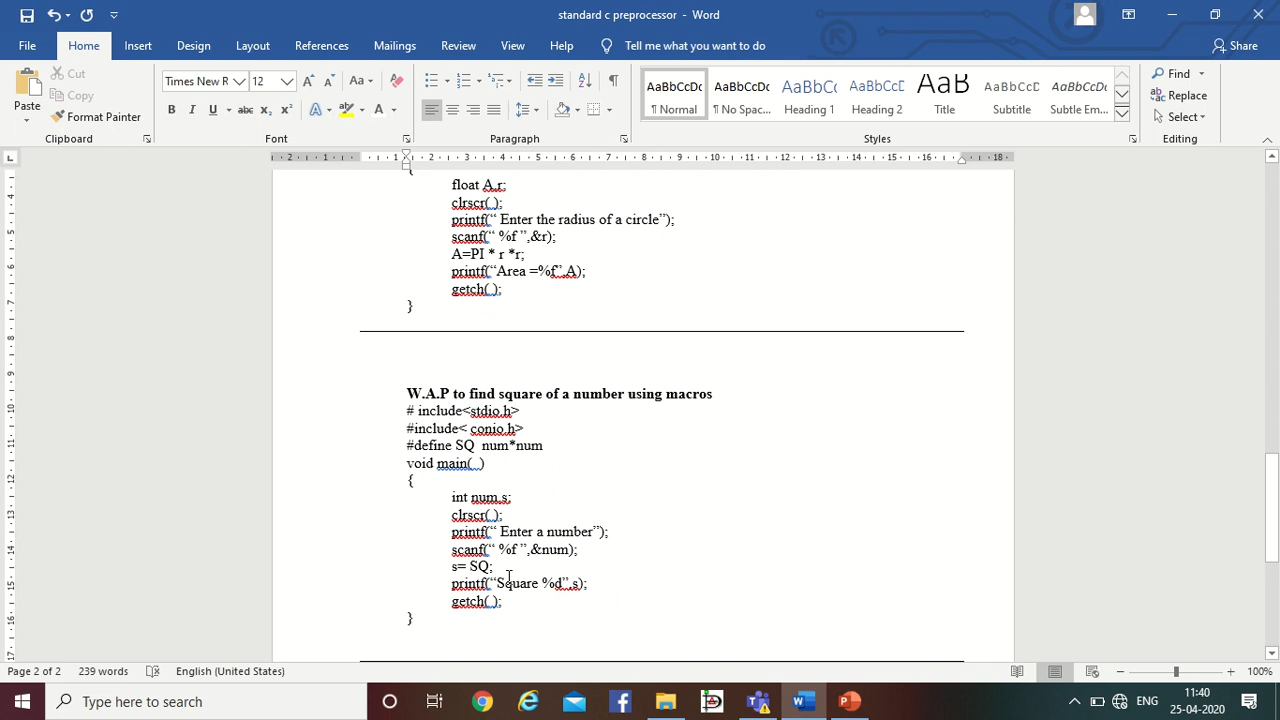 standard c preprocessor - Word
File Home Insert Design Layout References Mailings Review View Help Tell me what you want to do Share
Paste Cut Copy Format Painter
Clipboard
Times New R 12
Font
Paragraph
AaBbCcDc ¶ Normal
AaBbCcDc ¶ No Spac...
AaBbCc Heading 1
AaBbCcC Heading 2
AaB Title
AaBbCcD Subtitle
AaBbCcDc Subtle Em...
Styles
Find
Replace
Select
Editing
{
float A,r;
clrscr( );
printf(“ Enter the radius of a circle”);
scanf(“ %f ”,&r);
A=PI * r *r;
printf(“Area =%f”,A);
getch( );
}
W.A.P to find square of a number using macros
# include<stdio.h>
#include< conio.h>
#define SQ  num*num
void main(  )
{
int num,s;
clrscr( );
printf(“ Enter a number”);
scanf(“ %f ”,&num);
s= SQ;
printf(“Square %d”,s);
getch( );
}
Page 2 of 2 239 words English (United States) 100%
Type here to search
ENG 11:40 25-04-2020